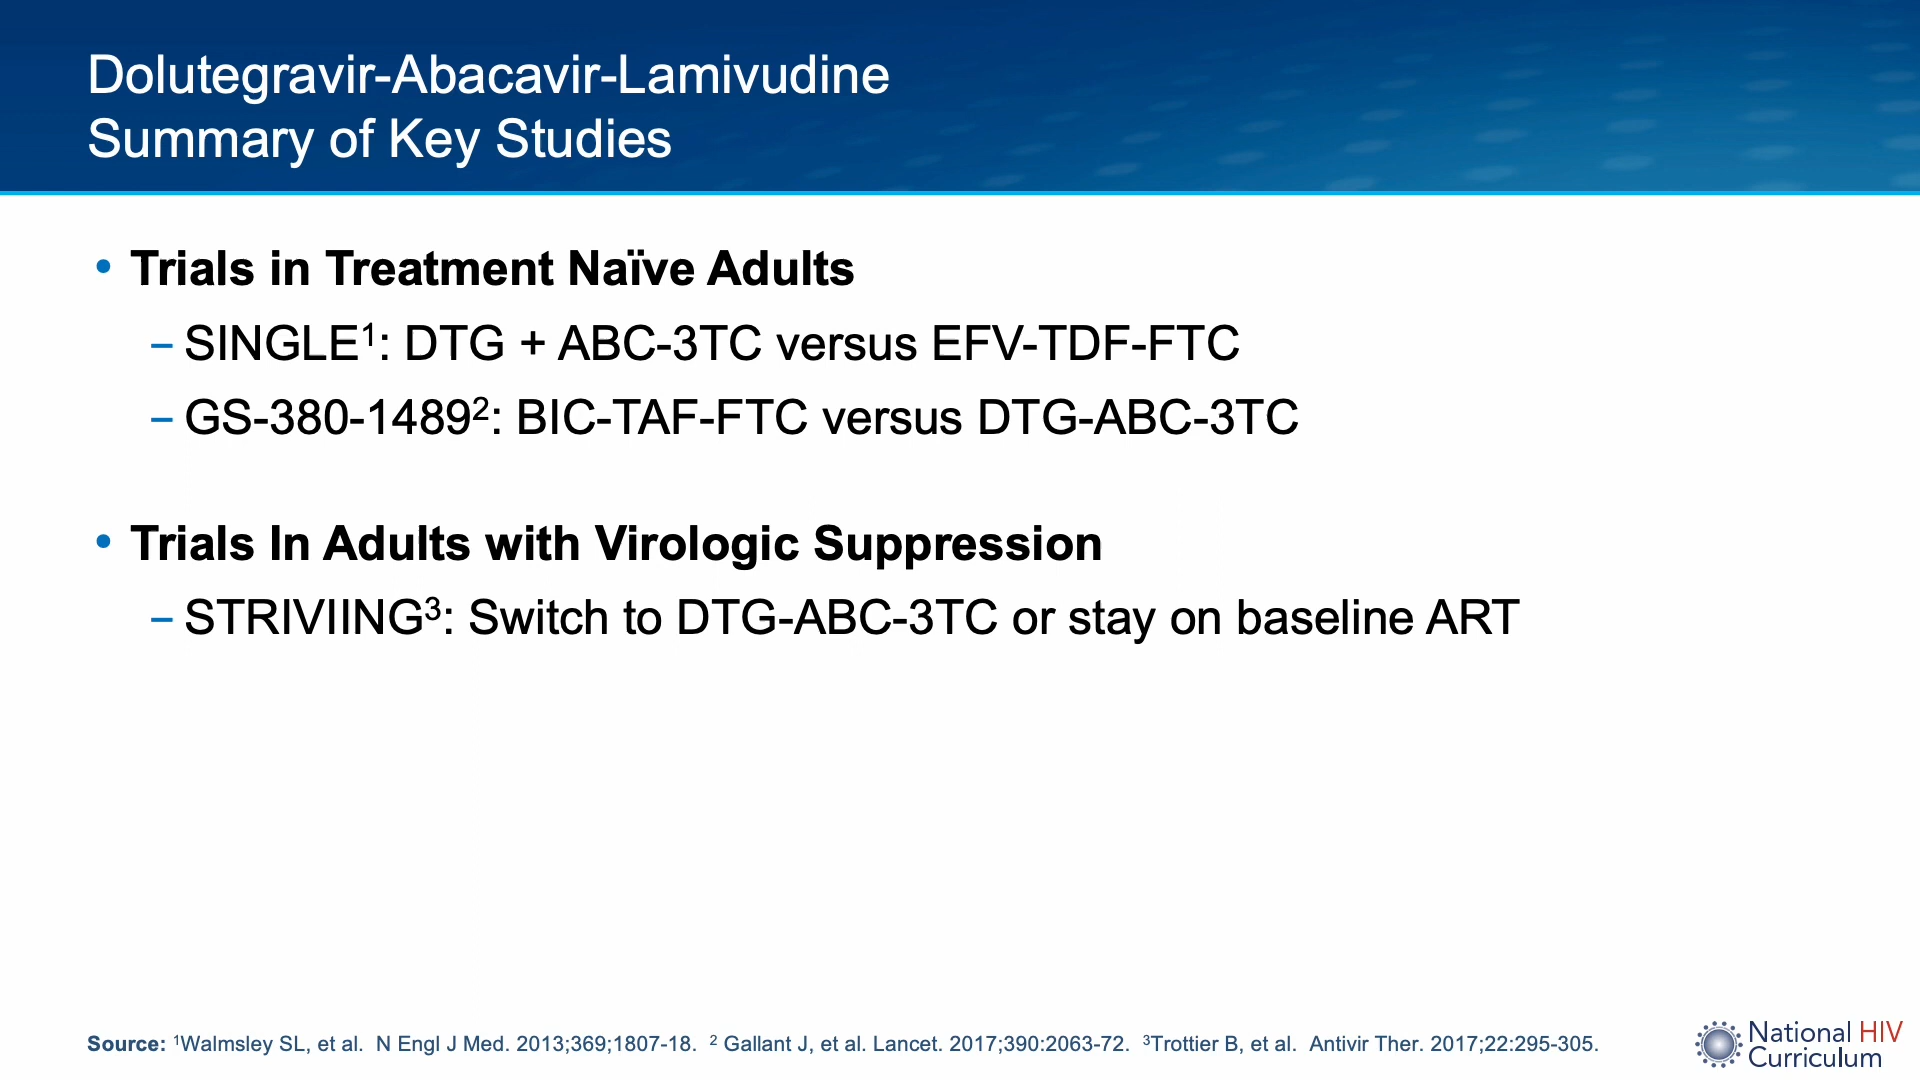 Dolutegravir-Abacavir-Lamivudine
Summary of Key Studies
• Trials in Treatment Naïve Adults
– SINGLE¹: DTG + ABC-3TC versus EFV-TDF-FTC
– GS-380-1489²: BIC-TAF-FTC versus DTG-ABC-3TC
• Trials In Adults with Virologic Suppression
– STRIVIING³: Switch to DTG-ABC-3TC or stay on baseline ART
Source: ¹Walmsley SL, et al. N Engl J Med. 2013;369;1807-18. ² Gallant J, et al. Lancet. 2017;390:2063-72. ³Trottier B, et al. Antivir Ther. 2017;22:295-305.
National HIV
Curriculum